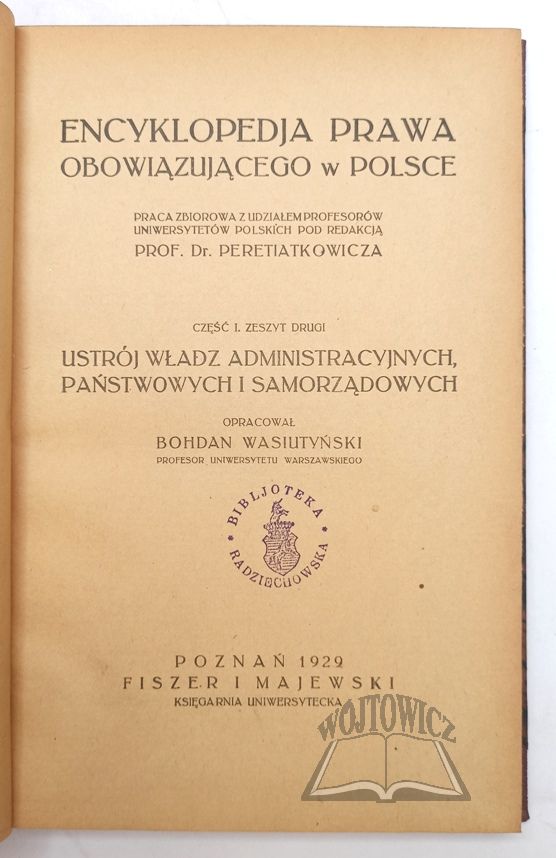 ENCYKLOPEDJA PRAWA
OBOWIĄZUJĄCEGO w POLSCE
PRACA ZBIOROWA Z UDZIAŁEM PROFESORÓW
UNIWERSYTETÓW POLSKICH POD REDAKCJĄ
PROF. Dr. PERETIATKOWICZA
CZĘŚĆ I. ZESZYT DRUGI
USTRÓJ WŁADZ ADMINISTRACYJNYCH,
PAŃSTWOWYCH I SAMORZĄDOWYCH
OPRACOWAŁ
BOHDAN WASIUTYŃSKI
PROFESOR UNIWERSYTETU WARSZAWSKIEGO
* BIBLJOTEKA *
RADZIECHOWSKA
POZNAŃ 1929
FISZER I MAJEWSKI
KSIĘGARNIA UNIWERSYTECKA
WÓJTOWICZ